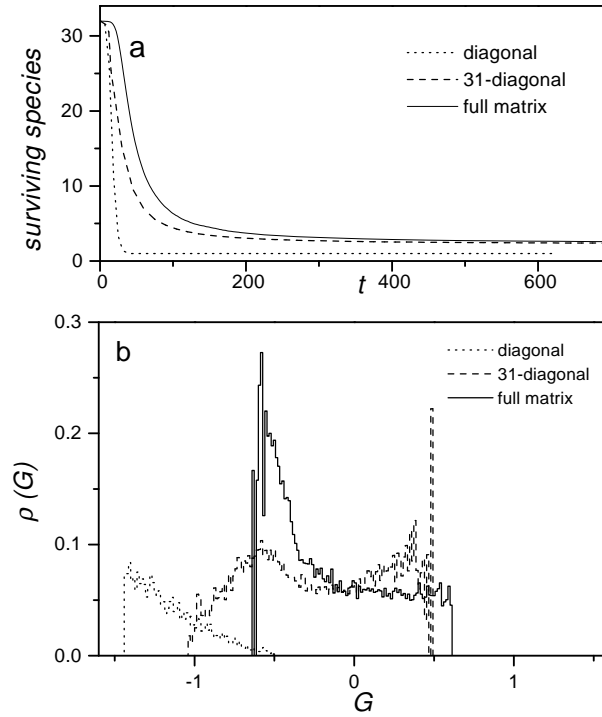 a
surviving species
30
20
10
0
diagonal
31-diagonal
full matrix
0
200
400
600
t
b
ρ (G)
0.3
0.2
0.1
0.0
diagonal
31-diagonal
full matrix
-1
0
1
G